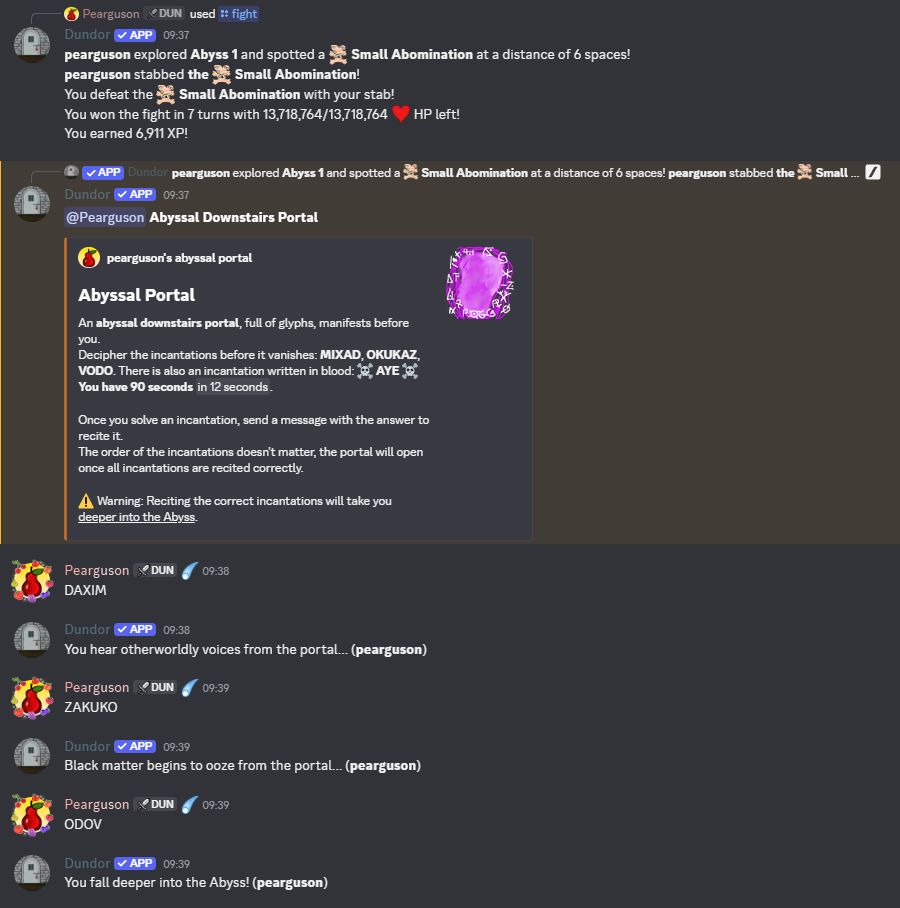 Pearguson DUN used fight
Dundor APP 09:37
pearguson explored Abyss 1 and spotted a Small Abomination at a distance of 6 spaces!
pearguson stabbed the Small Abomination!
You defeat the Small Abomination with your stab!
You won the fight in 7 turns with 13,718,764/13,718,764 HP left!
You earned 6,911 XP!
APP Dundor pearguson explored Abyss 1 and spotted a Small Abomination at a distance of 6 spaces! pearguson stabbed the Small ...
Dundor APP 09:37
@Pearguson Abyssal Downstairs Portal
pearguson's abyssal portal
Abyssal Portal
An abyssal downstairs portal, full of glyphs, manifests before
you.
Decipher the incantations before it vanishes: MIXAD, OKUKAZ,
VODO. There is also an incantation written in blood: AYE
You have 90 seconds in 12 seconds.
Once you solve an incantation, send a message with the answer to
recite it.
The order of the incantations doesn't matter, the portal will open
once all incantations are recited correctly.
Warning: Reciting the correct incantations will take you
deeper into the Abyss.
Pearguson DUN 09:38
DAXIM
Dundor APP 09:38
You hear otherworldly voices from the portal... (pearguson)
Pearguson DUN 09:39
ZAKUKO
Dundor APP 09:39
Black matter begins to ooze from the portal... (pearguson)
Pearguson DUN 09:39
ODOV
Dundor APP 09:39
You fall deeper into the Abyss! (pearguson)